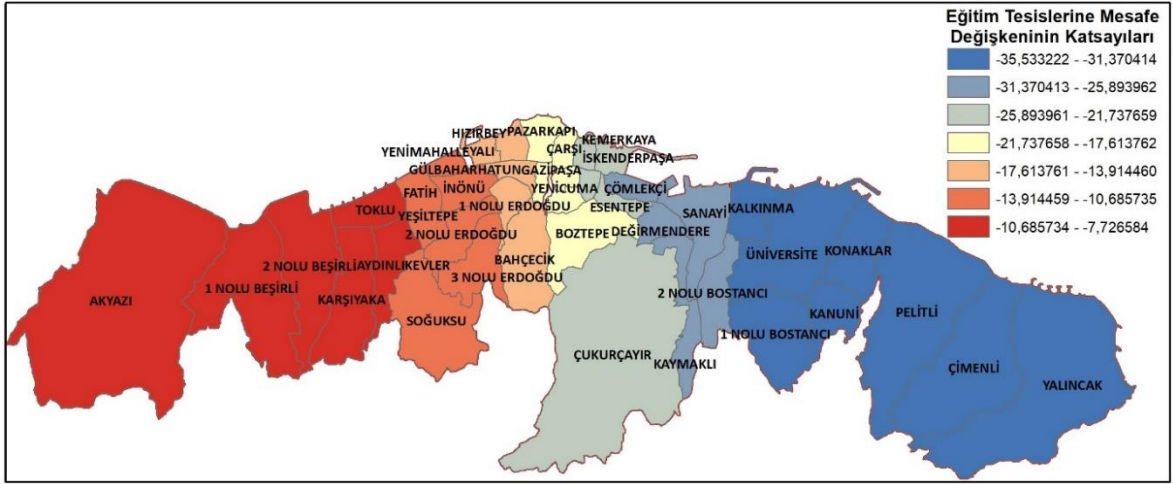 Eğitim Tesislerine Mesafe
Değişkeninin Katsayıları
-35,533222 - -31,370414
-31,370413 - -25,893962
-25,893961 - -21,737659
-21,737658 - -17,613762
-17,613761 - -13,914460
-13,914459 - -10,685735
-10,685734 - -7,726584
HIZIRBEY
PAZARKAPI
KEMERKAYA
YENİMAHALLE
YALI
ÇARŞI
İSKENDERPAŞA
GÜLBAHARHATUN
GAZİPAŞA
FATİH
İNÖNÜ
YENİCUMA
ÇÖMLEKÇİ
TOKLU
YEŞİLTEPE
1 NOLU ERDOĞDU
ESENTEPE
SANAYİ
KALKINMA
2 NOLU ERDOĞDU
BOZTEPE
DEĞİRMENDERE
ÜNİVERSİTE
KONAKLAR
2 NOLU BEŞİRLİ
AYDINLIKEVLER
BAHÇECİK
3 NOLU ERDOĞDU
AKYAZI
1 NOLU BEŞİRLİ
KARŞIYAKA
2 NOLU BOSTANCI
SOĞUKSU
KANUNİ
PELİTLİ
1 NOLU BOSTANCI
ÇUKURÇAYIR
KAYMAKLI
ÇİMENLİ
YALINCAK